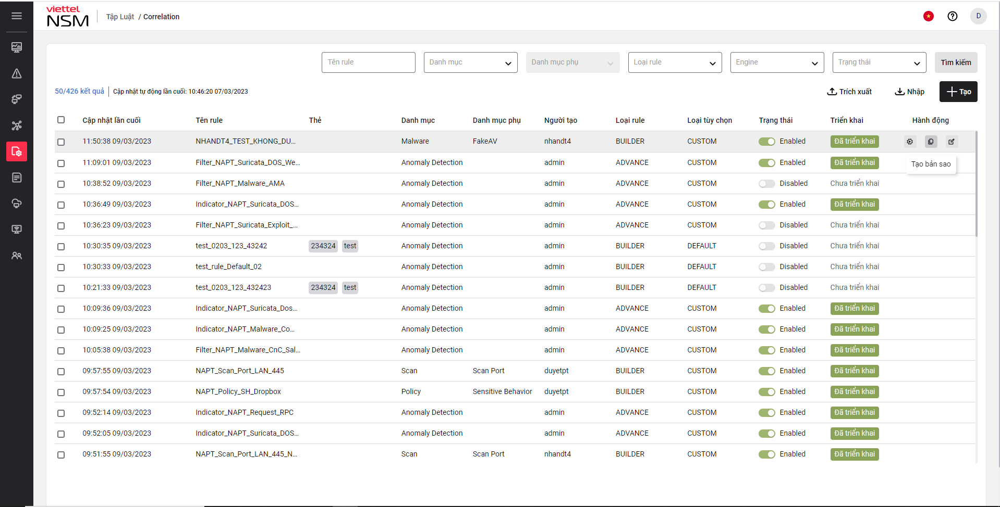 viettel
NSM
Tập Luật / Correlation
D
Tên rule Danh mục Danh mục phụ Loại rule Engine Trạng thái Tìm kiếm
50/426 kết quả Cập nhật tự động lần cuối: 10:46:20 07/03/2023 Trích xuất Nhập Tạo
Cập nhật lần cuối Tên rule Thẻ Danh mục Danh mục phụ Người tạo Loại rule Loại tùy chọn Trạng thái Triển khai Hành động
11:50:38 09/03/2023 NHANDT4_TEST_KHONG_DU... Malware FakeAV nhandt4 BUILDER CUSTOM Enabled Đã triển khai
11:09:01 09/03/2023 Filter_NAPT_Suricata_DOS_We... Anomaly Detection admin ADVANCE CUSTOM Enabled Đã triển khai
Tạo bản sao
10:38:52 09/03/2023 Filter_NAPT_Malware_AMA Anomaly Detection admin ADVANCE CUSTOM Disabled Chưa triển khai
10:36:49 09/03/2023 Indicator_NAPT_Suricata_DOS... Anomaly Detection admin ADVANCE CUSTOM Enabled Đã triển khai
10:36:23 09/03/2023 Filter_NAPT_Suricata_Exploit_... Anomaly Detection admin ADVANCE CUSTOM Disabled Chưa triển khai
10:30:35 09/03/2023 test_0203_123_43242 234324 test Anomaly Detection admin BUILDER DEFAULT Disabled Chưa triển khai
10:30:33 09/03/2023 test_rule_Default_02 Anomaly Detection admin BUILDER DEFAULT Disabled Chưa triển khai
10:21:33 09/03/2023 test_0203_123_432423 234324 test Anomaly Detection admin BUILDER DEFAULT Disabled Chưa triển khai
10:09:36 09/03/2023 Indicator_NAPT_Suricata_Dos... Anomaly Detection admin ADVANCE CUSTOM Enabled Đã triển khai
10:09:25 09/03/2023 Indicator_NAPT_Malware_Co... Anomaly Detection admin ADVANCE CUSTOM Enabled Đã triển khai
10:05:38 09/03/2023 Filter_NAPT_Malware_CnC_Sal... Anomaly Detection admin ADVANCE CUSTOM Enabled Đã triển khai
09:57:55 09/03/2023 NAPT_Scan_Port_LAN_445 Scan Scan Port duyetpt BUILDER CUSTOM Enabled Đã triển khai
09:57:54 09/03/2023 NAPT_Policy_SH_Dropbox Policy Sensitive Behavior duyetpt BUILDER CUSTOM Enabled Đã triển khai
09:52:14 09/03/2023 Indicator_NAPT_Request_RPC Anomaly Detection admin ADVANCE CUSTOM Enabled Đã triển khai
09:52:05 09/03/2023 Indicator_NAPT_Suricata_DOS... Anomaly Detection admin ADVANCE CUSTOM Enabled Đã triển khai
09:51:55 09/03/2023 NAPT_Scan_Port_LAN_445_N... Scan Scan Port nhandt4 BUILDER CUSTOM Enabled Đã triển khai